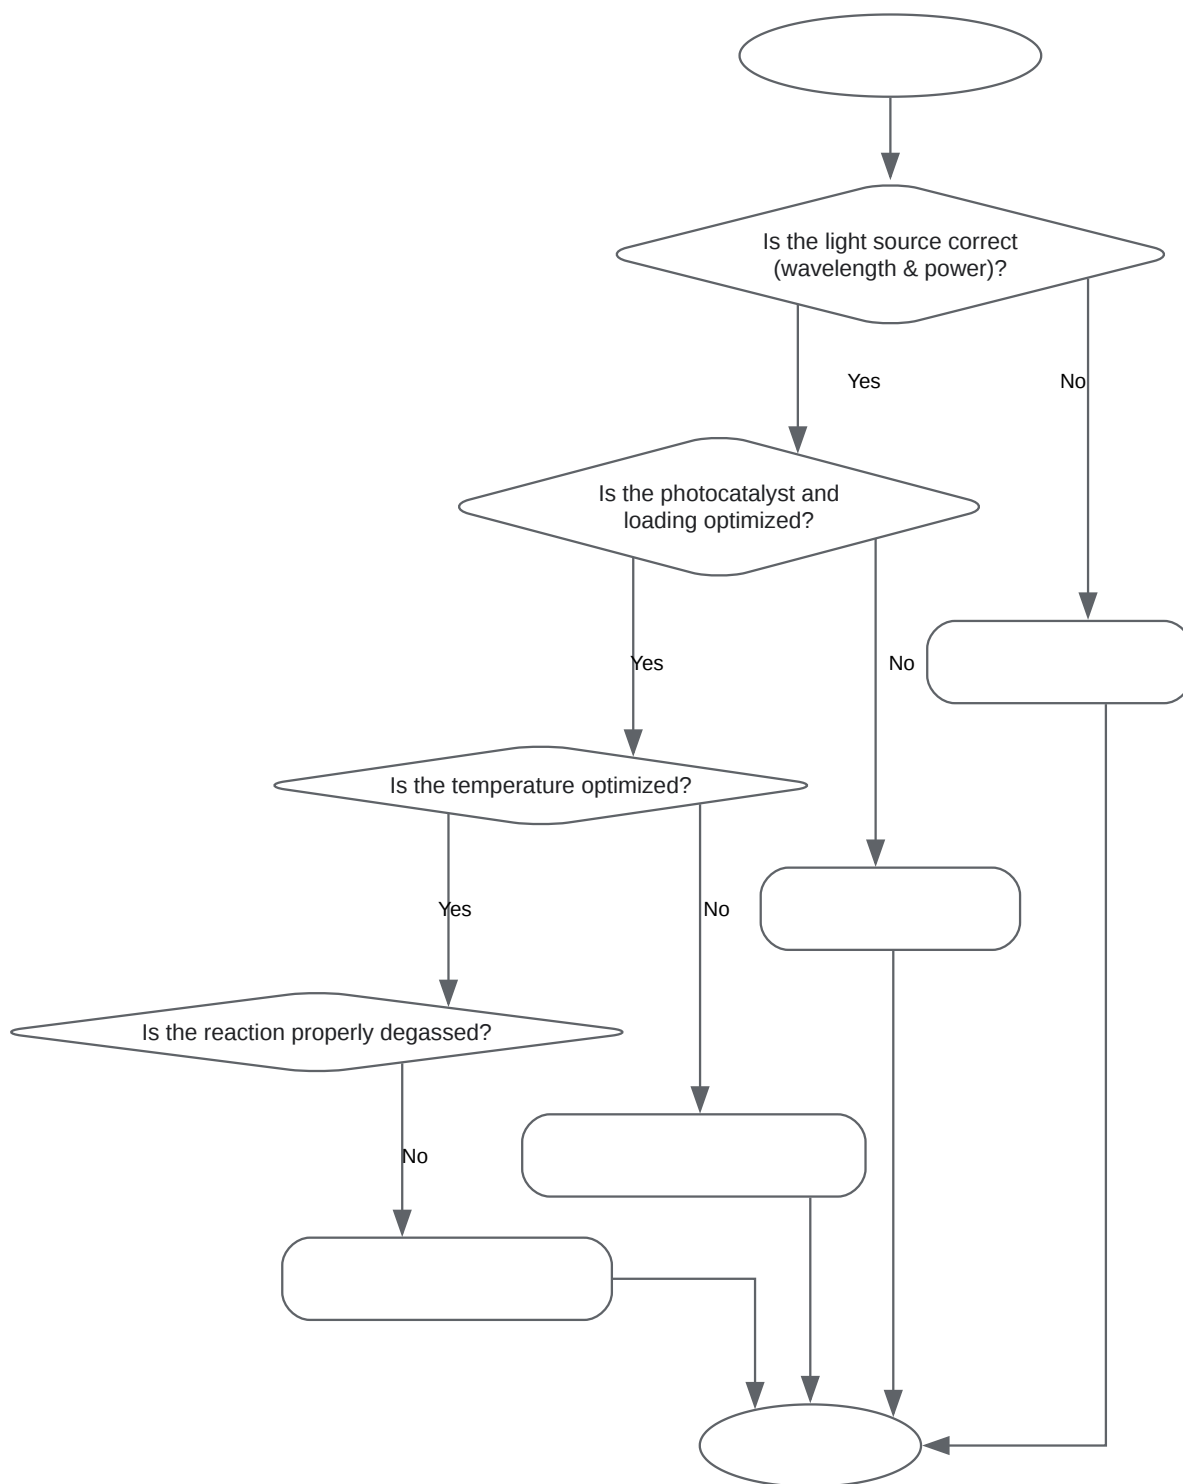 Is the light source correct
(wavelength & power)?
Yes
No
Is the photocatalyst and
loading optimized?
Yes
No
Is the temperature optimized?
Yes
No
Is the reaction properly degassed?
No